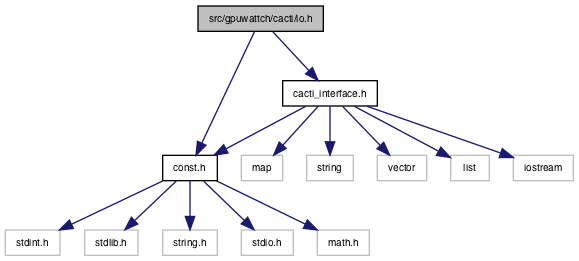 src/gpuwattch/cacti/io.h
cacti_interface.h
const.h
map
string
vector
list
iostream
stdint.h
stdlib.h
string.h
stdio.h
math.h